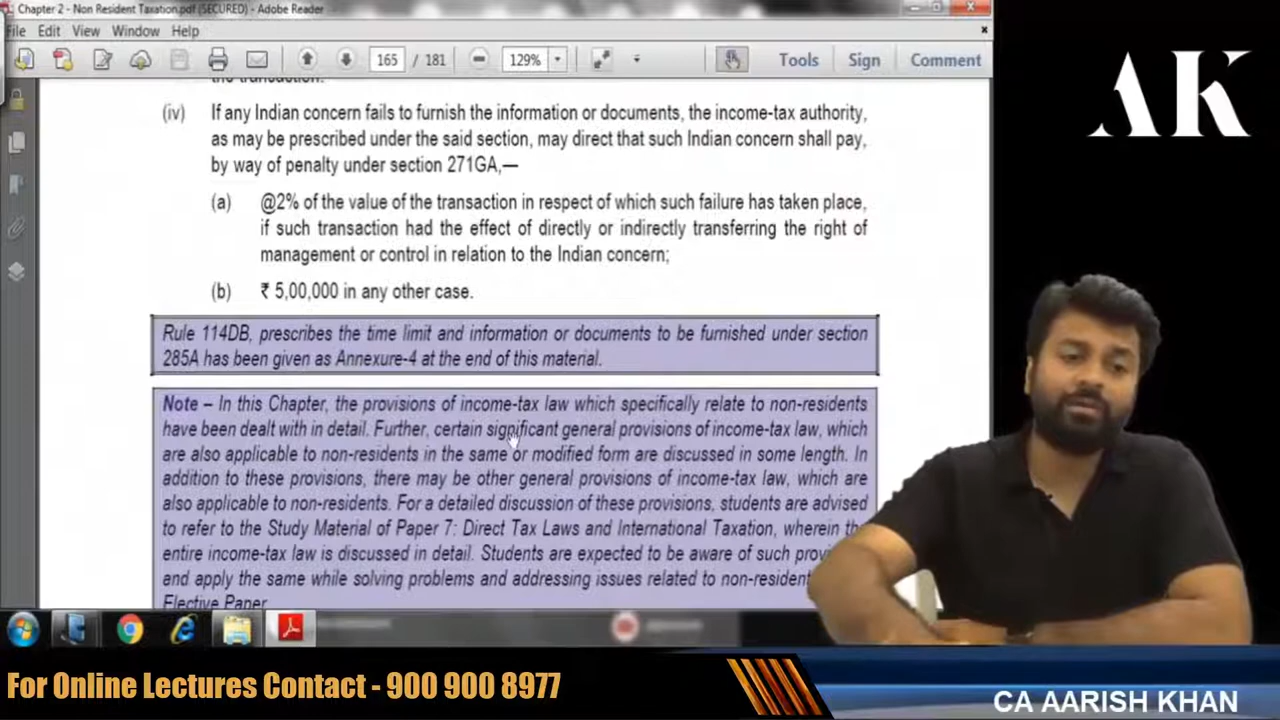 Chapter 2 - Non Resident Taxation.pdf (SECURED) - Adobe Reader
File Edit View Window Help
165 / 181 129% Tools Sign Comment
the transaction.
(iv) If any Indian concern fails to furnish the information or documents, the income-tax authority,
as may be prescribed under the said section, may direct that such Indian concern shall pay,
by way of penalty under section 271GA,—
(a) @2% of the value of the transaction in respect of which such failure has taken place,
if such transaction had the effect of directly or indirectly transferring the right of
management or control in relation to the Indian concern;
(b) ₹ 5,00,000 in any other case.
Rule 114DB, prescribes the time limit and information or documents to be furnished under section
285A has been given as Annexure-4 at the end of this material.
Note – In this Chapter, the provisions of income-tax law which specifically relate to non-residents
have been dealt with in detail. Further, certain significant general provisions of income-tax law, which
are also applicable to non-residents in the same or modified form are discussed in some length. In
addition to these provisions, there may be other general provisions of income-tax law, which are
also applicable to non-residents. For a detailed discussion of these provisions, students are advised
to refer to the Study Material of Paper 7: Direct Tax Laws and International Taxation, wherein the
entire income-tax law is discussed in detail. Students are expected to be aware of such
and apply the same while solving problems and addressing issues related to
Elective Paper
AK
For Online Lectures Contact - 900 900 8977
CA AARISH KHAN